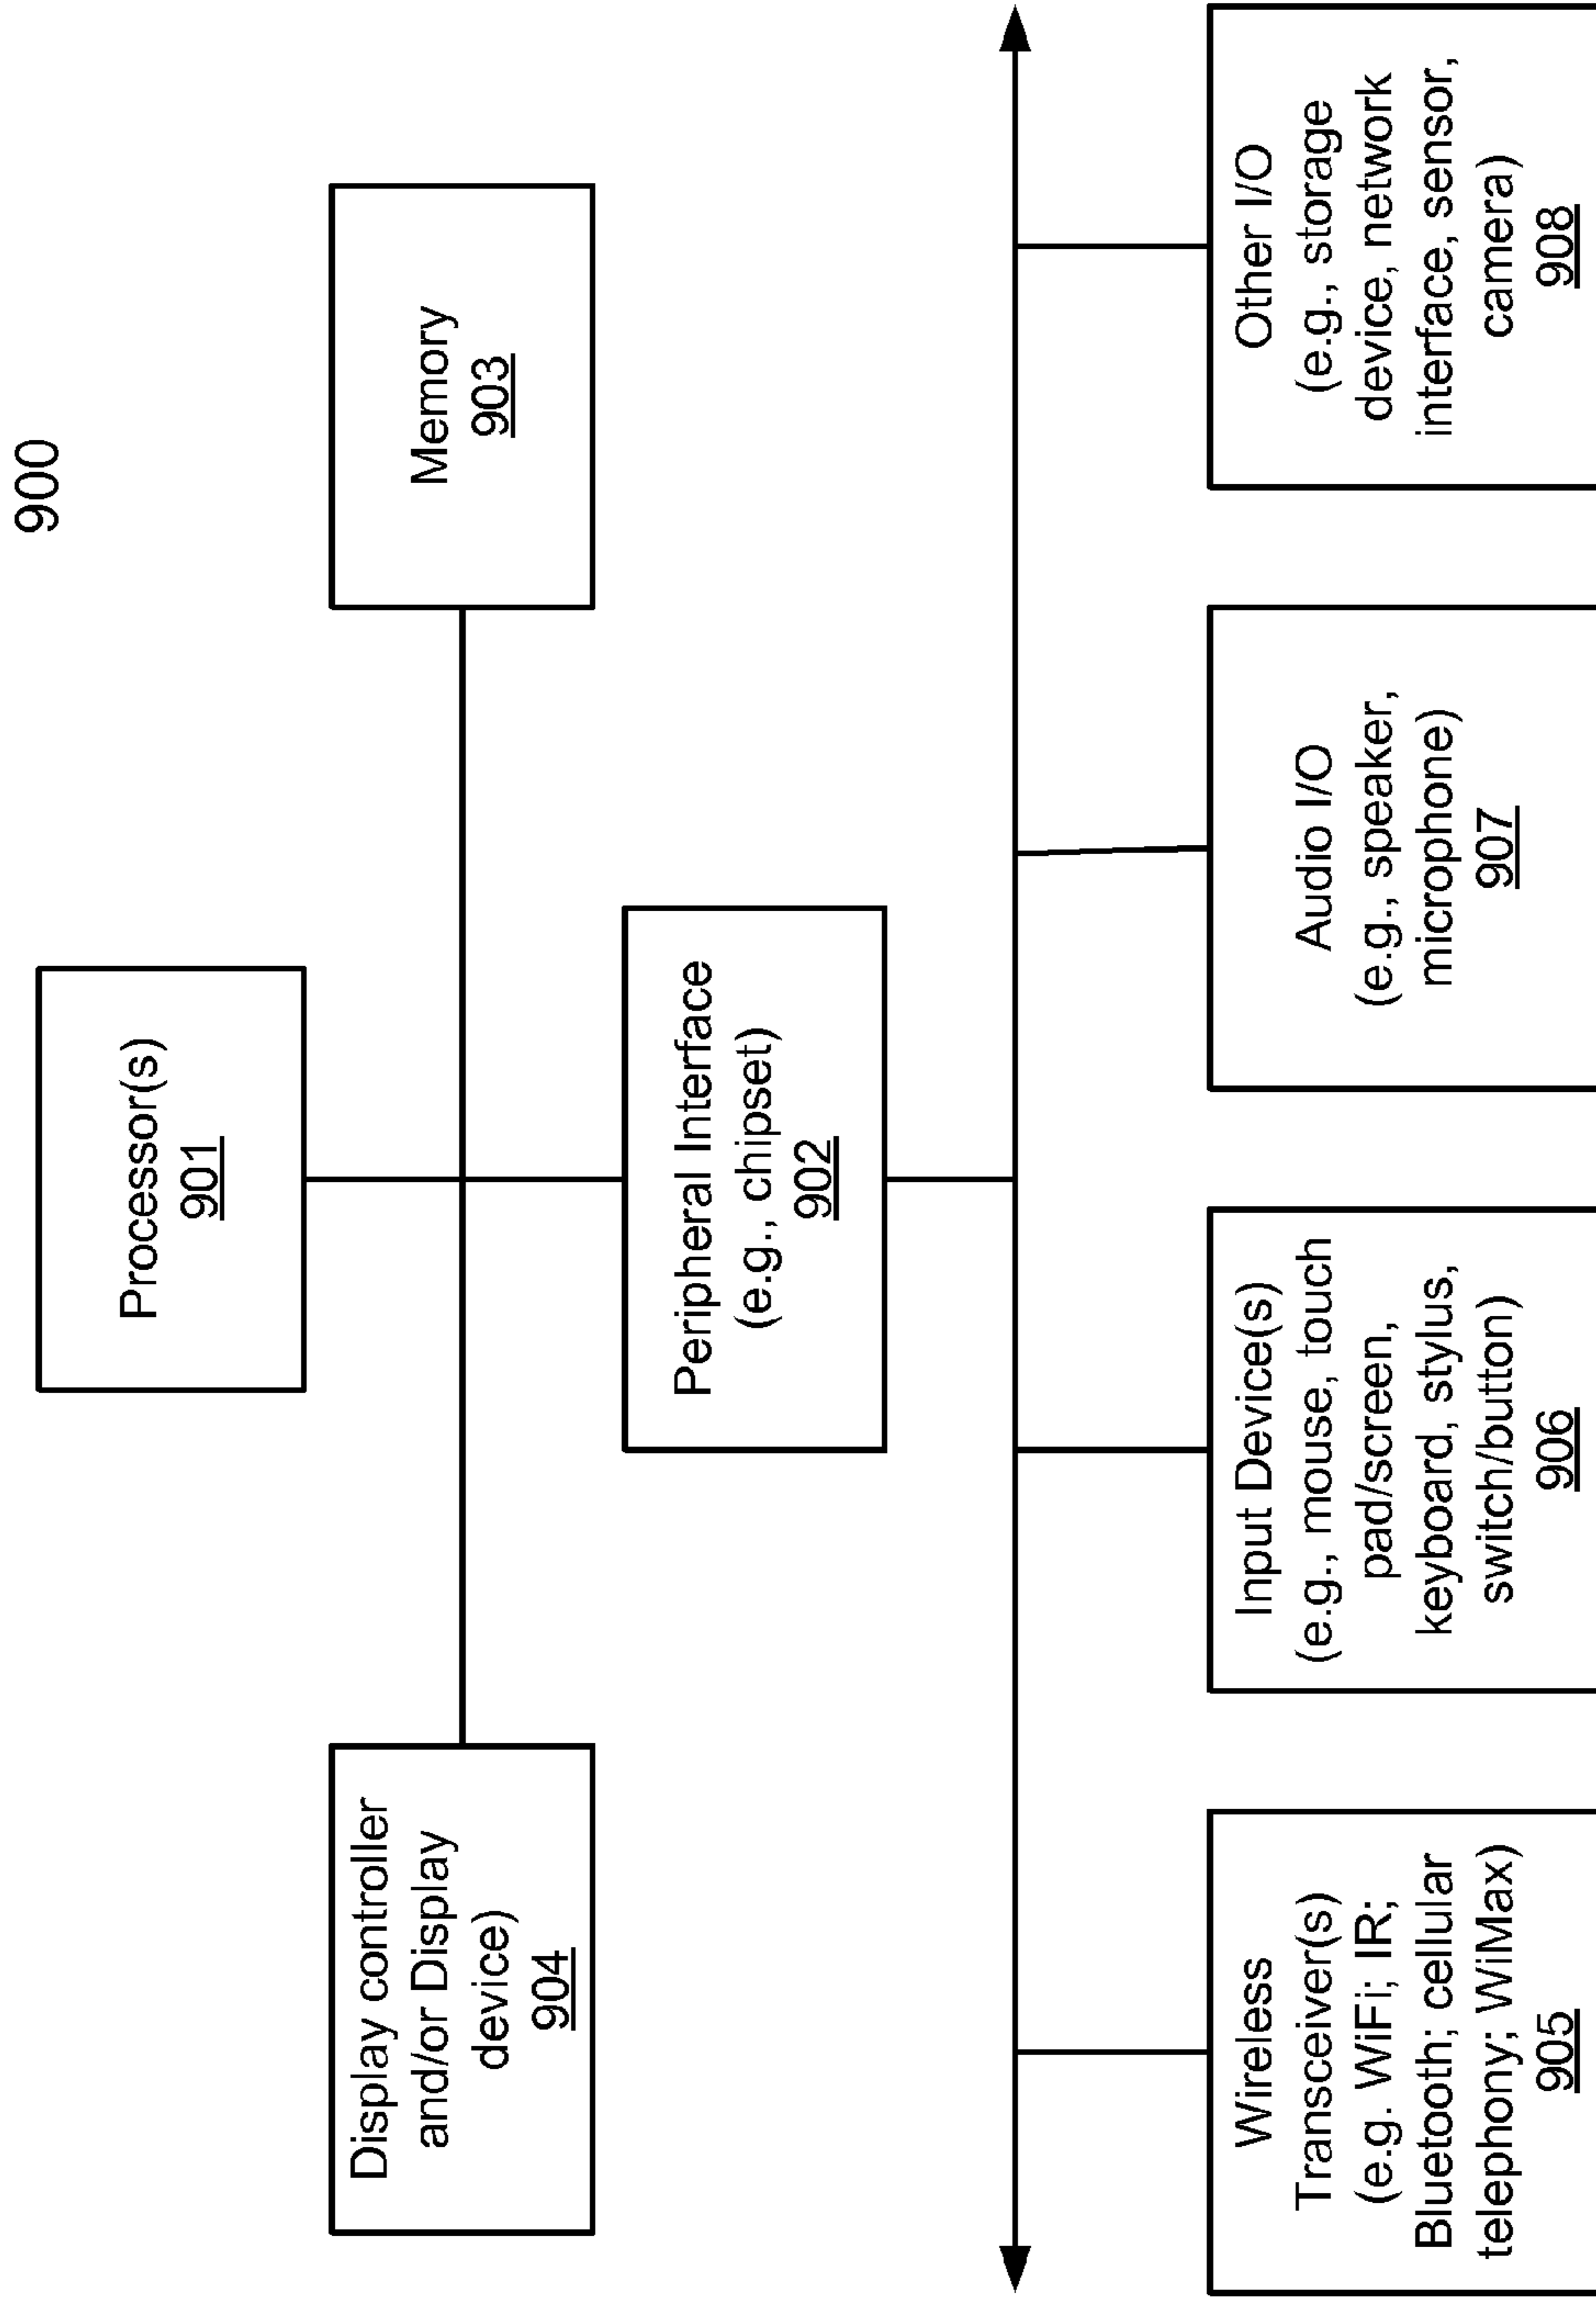 900
Processor(s)
901
Display controller
and/or Display
device)
904
Memory
903
Peripheral Interface
(e.g., chipset)
902
Wireless
Transceiver(s)
(e.g. WiFi; IR;
Bluetooth; cellular
telephony; WiMax)
905
Input Device(s)
(e.g., mouse, touch
pad/screen,
keyboard, stylus,
switch/button)
906
Audio I/O
(e.g., speaker,
microphone)
907
Other I/O
(e.g., storage
device, network
interface, sensor,
camera)
908